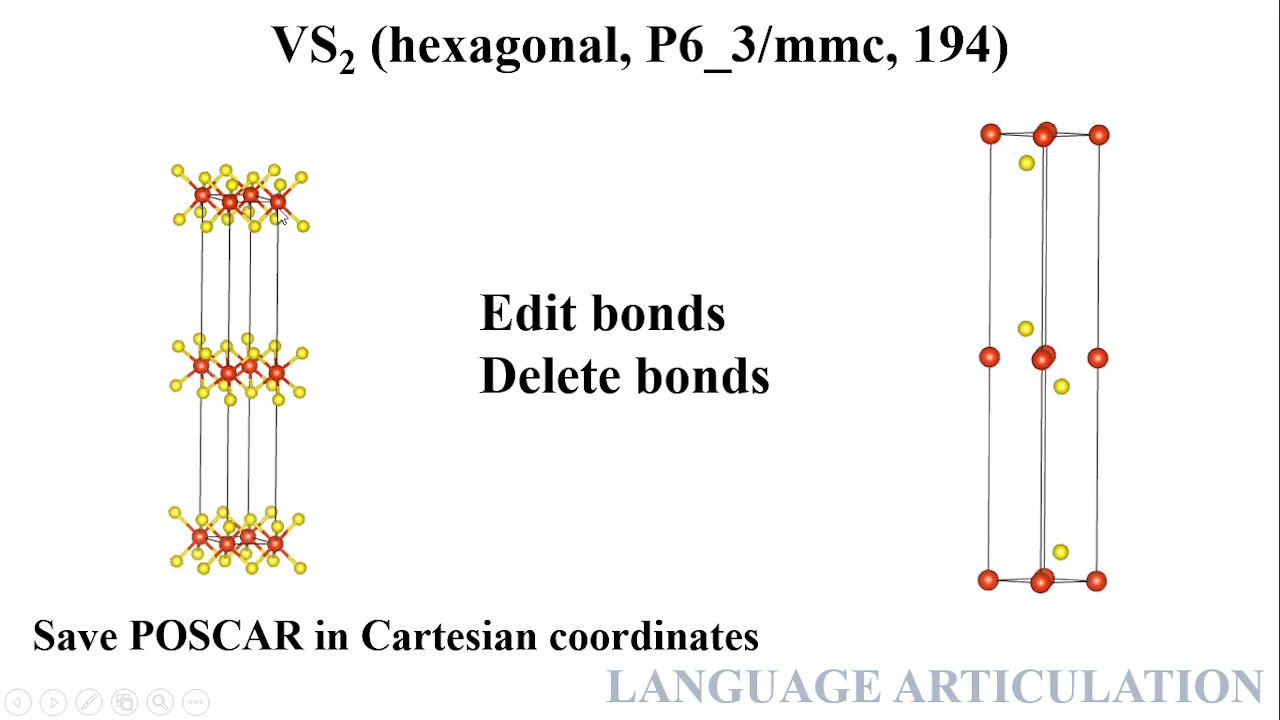 VS₂ (hexagonal, P6_3/mmc, 194)
Edit bonds
Delete bonds
Save POSCAR in Cartesian coordinates
LANGUAGE ARTICULATION